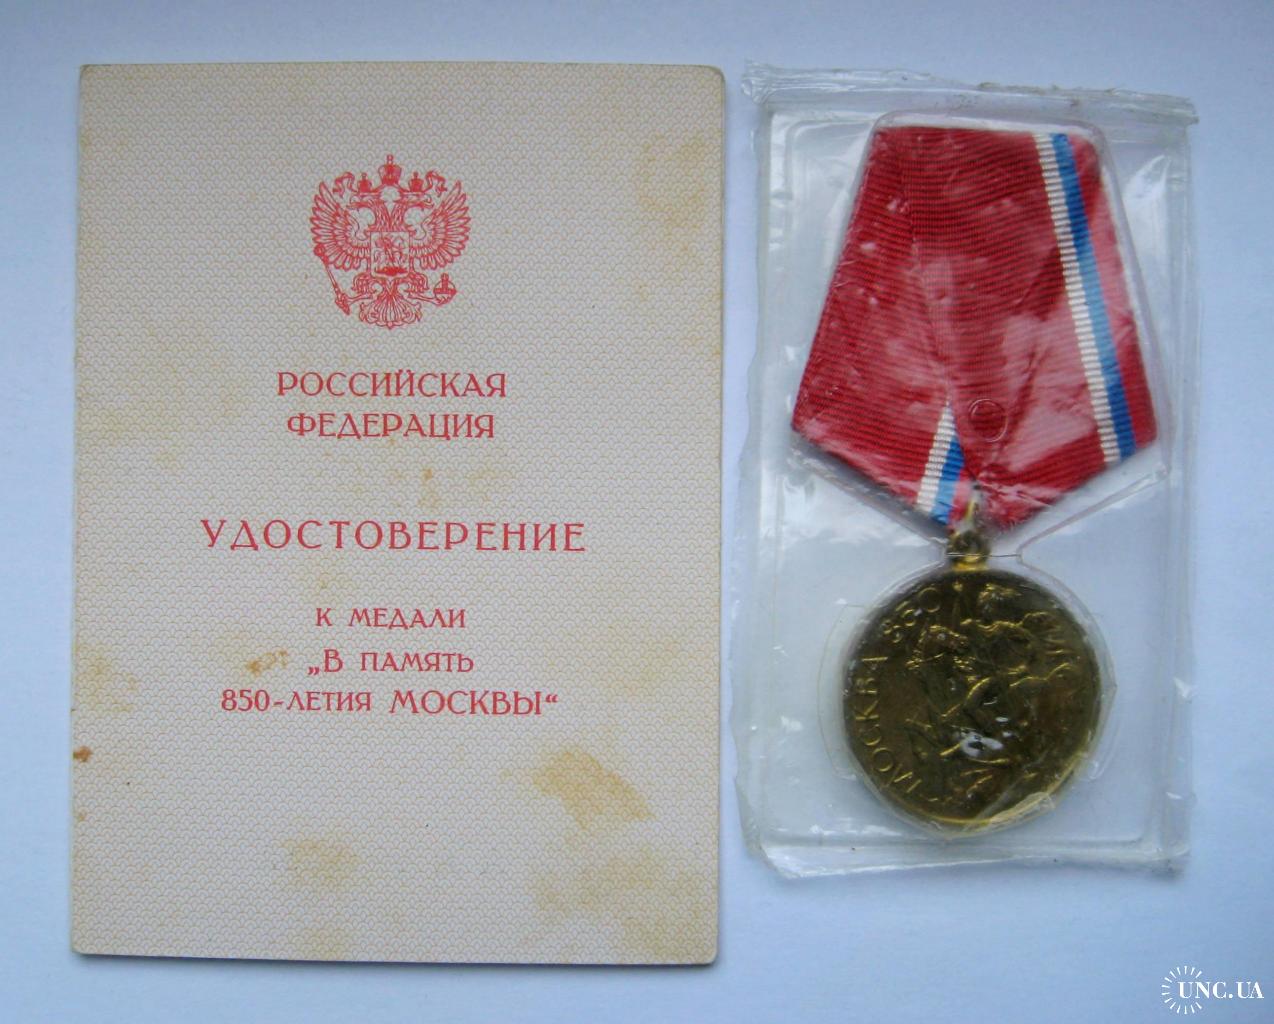 РОССИЙСКАЯ
ФЕДЕРАЦИЯ
УДОСТОВЕРЕНИЕ
К МЕДАЛИ
„В ПАМЯТЬ
850-ЛЕТИЯ МОСКВЫ“
МОСКВА 850
UNC.UA